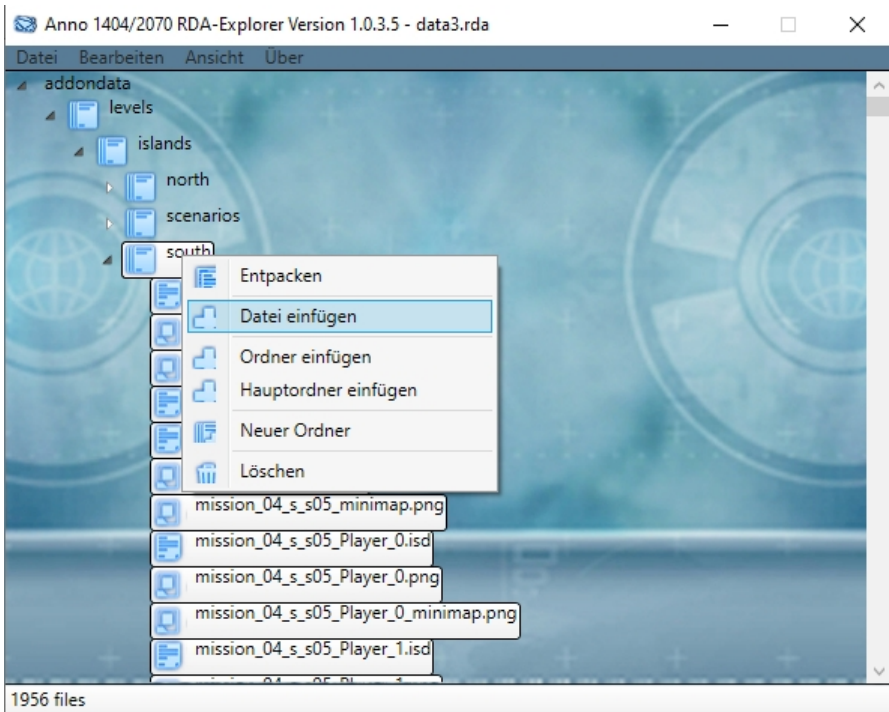 Anno 1404/2070 RDA-Explorer Version 1.0.3.5 - data3.rda
Datei Bearbeiten Ansicht Über
addondata
levels
islands
north
scenarios
south
Entpacken
Datei einfügen
Ordner einfügen
Hauptordner einfügen
Neuer Ordner
Löschen
mission_04_s_s05_minimap.png
mission_04_s_s05_Player_0.isd
mission_04_s_s05_Player_0.png
mission_04_s_s05_Player_0_minimap.png
mission_04_s_s05_Player_1.isd
1956 files